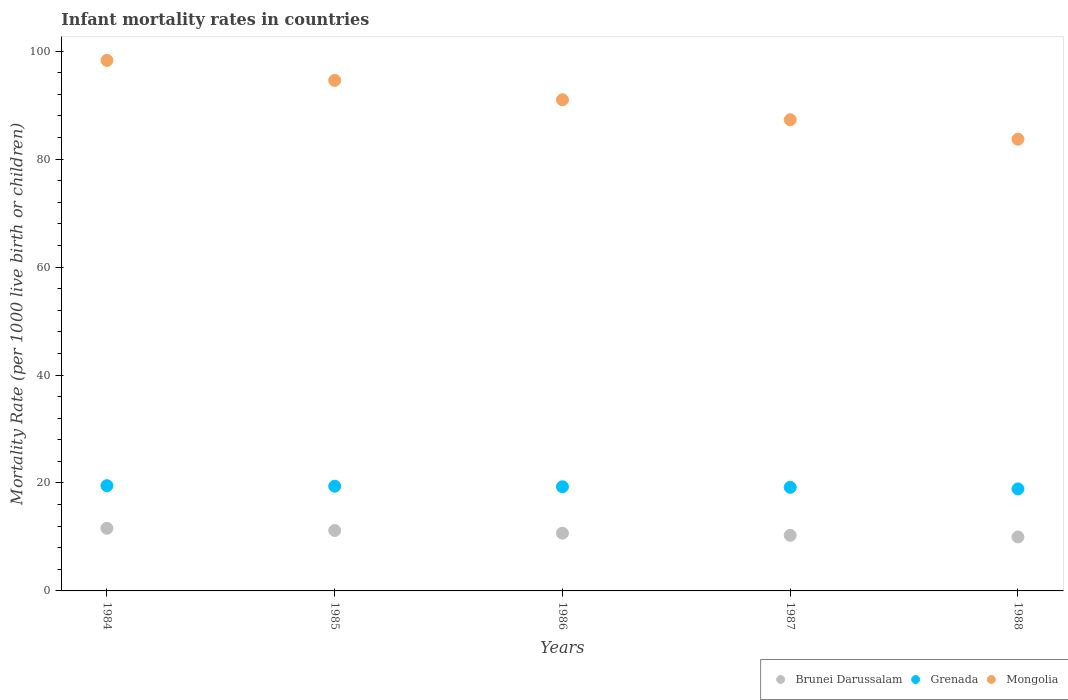 Infant mortality rates in countries
Mortality Rate (per 1000 live birth or children)
100
80
60
40
20
0
1984
1985
1986
1987
1988
Years
Brunei Darussalam
Grenada
Mongolia